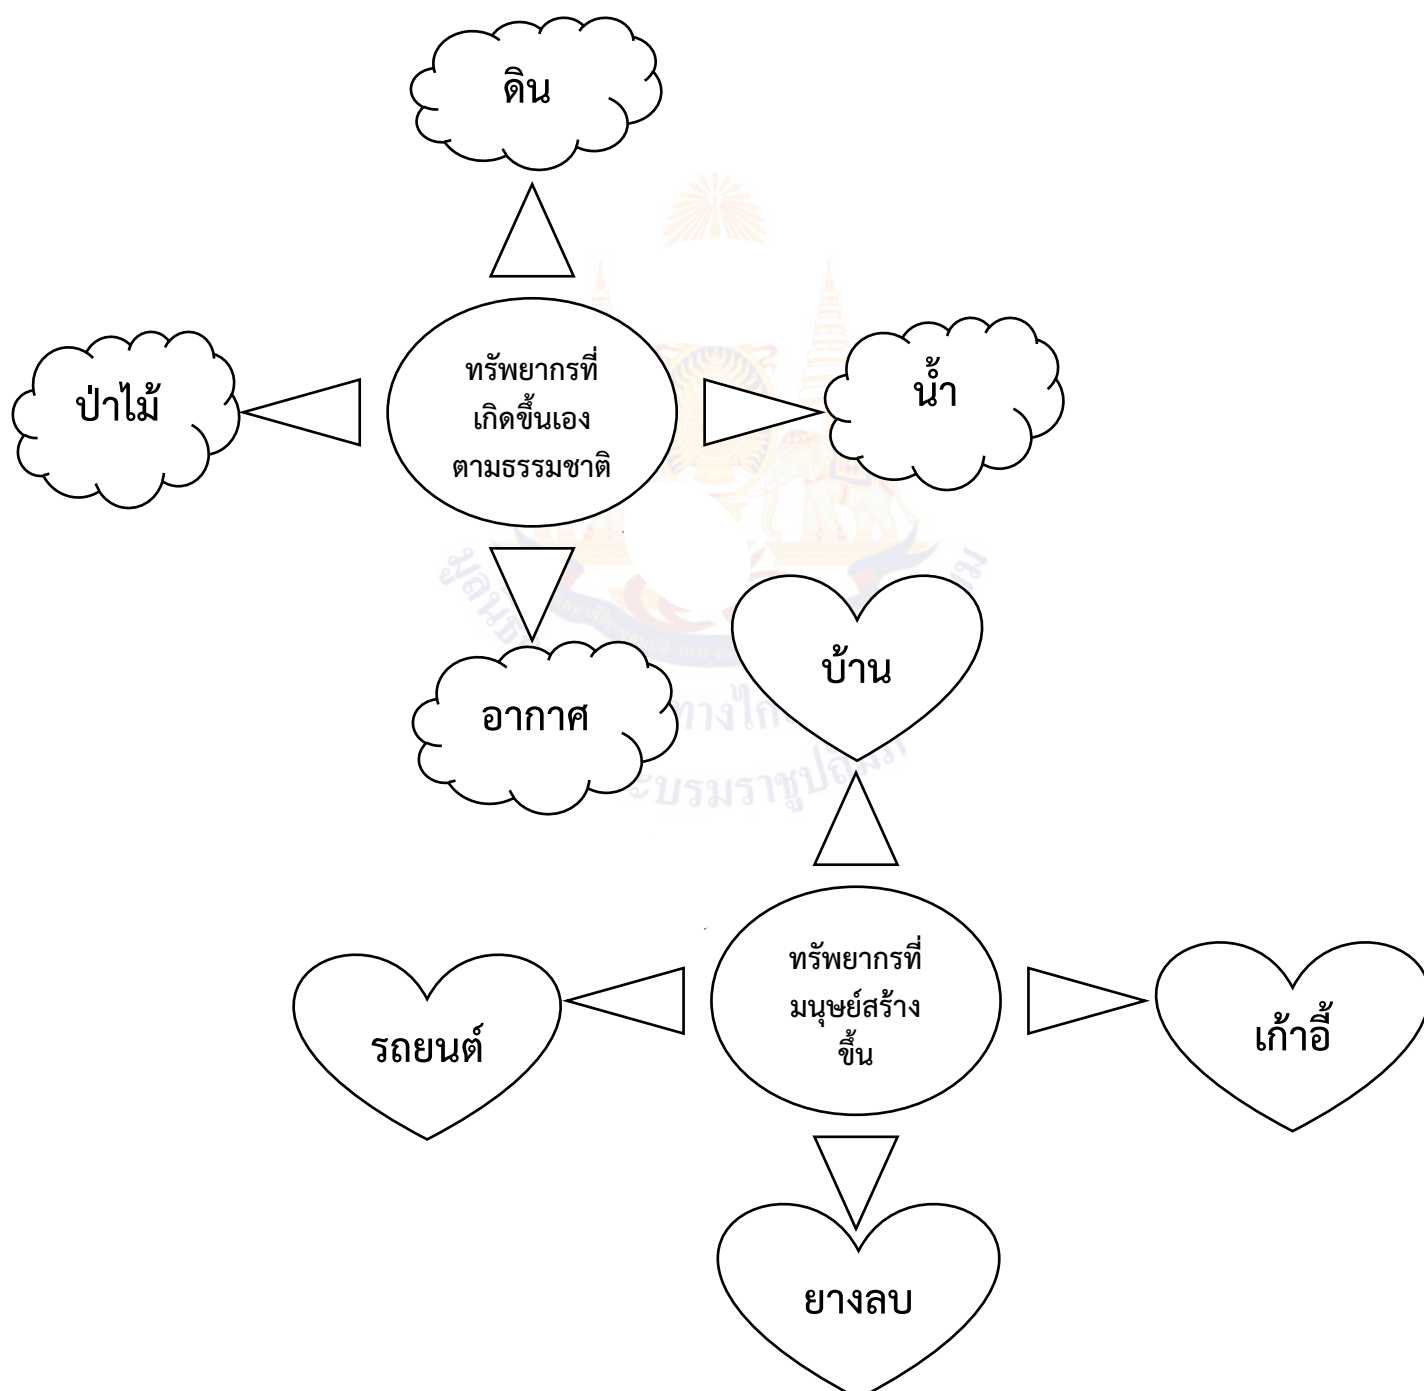 ดิน
ป่าไม้
ทรัพยากรที่
เกิดขึ้นเอง
ตามธรรมชาติ
น้ำ
อากาศ
บ้าน
รถยนต์
ทรัพยากรที่
มนุษย์สร้าง
ขึ้น
เก้าอี้
ยางลบ